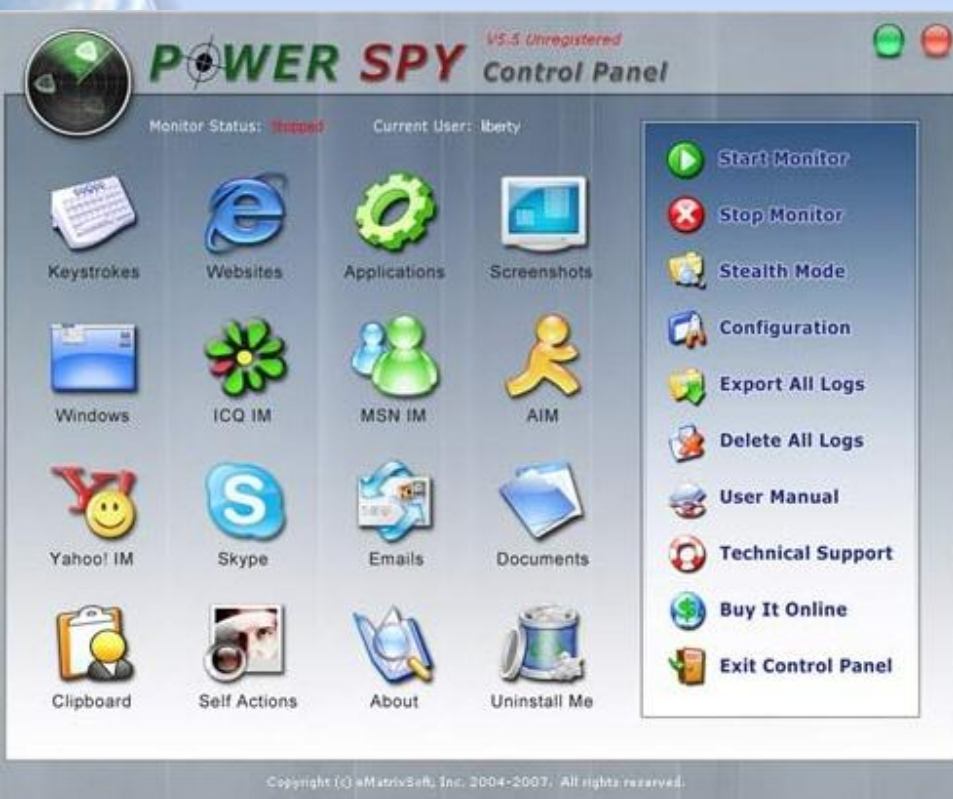 POWER SPY
V5.5 Unregistered
Control Panel
Monitor Status: Stopped
Current User: liberty
Keystrokes
Websites
Applications
Screenshots
Windows
ICQ IM
MSN IM
AIM
Yahoo! IM
Skype
Emails
Documents
Clipboard
Self Actions
About
Uninstall Me
Start Monitor
Stop Monitor
Stealth Mode
Configuration
Export All Logs
Delete All Logs
User Manual
Technical Support
Buy It Online
Exit Control Panel
Copyright (c) eMatrixSoft, Inc. 2004-2007. All rights reserved.